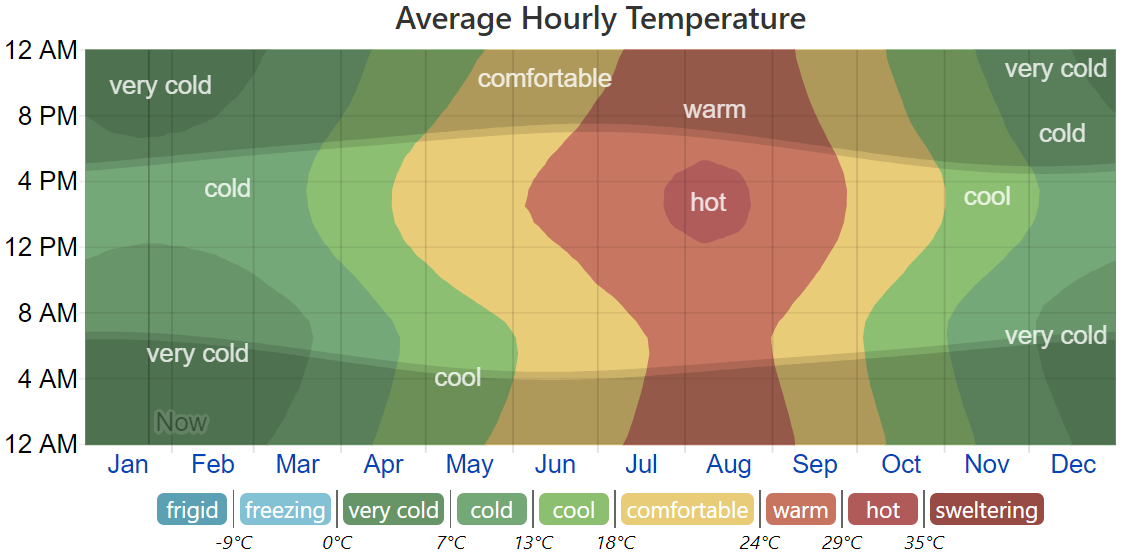 Average Hourly Temperature
12 AM
8 PM
4 PM
12 PM
8 AM
4 AM
12 AM
very cold
comfortable
very cold
warm
cold
cold
hot
cool
very cold
very cold
cool
Now
Jan Feb Mar Apr May Jun Jul Aug Sep Oct Nov Dec
frigid freezing very cold cold cool comfortable warm hot sweltering
-9°C 0°C 7°C 13°C 18°C 24°C 29°C 35°C